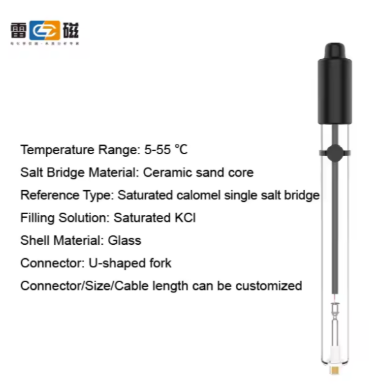 雷 磁
Temperature Range: 5-55 ℃
Salt Bridge Material: Ceramic sand core
Reference Type: Saturated calomel single salt bridge
Filling Solution: Saturated KCl
Shell Material: Glass
Connector: U-shaped fork
Connector/Size/Cable length can be customized